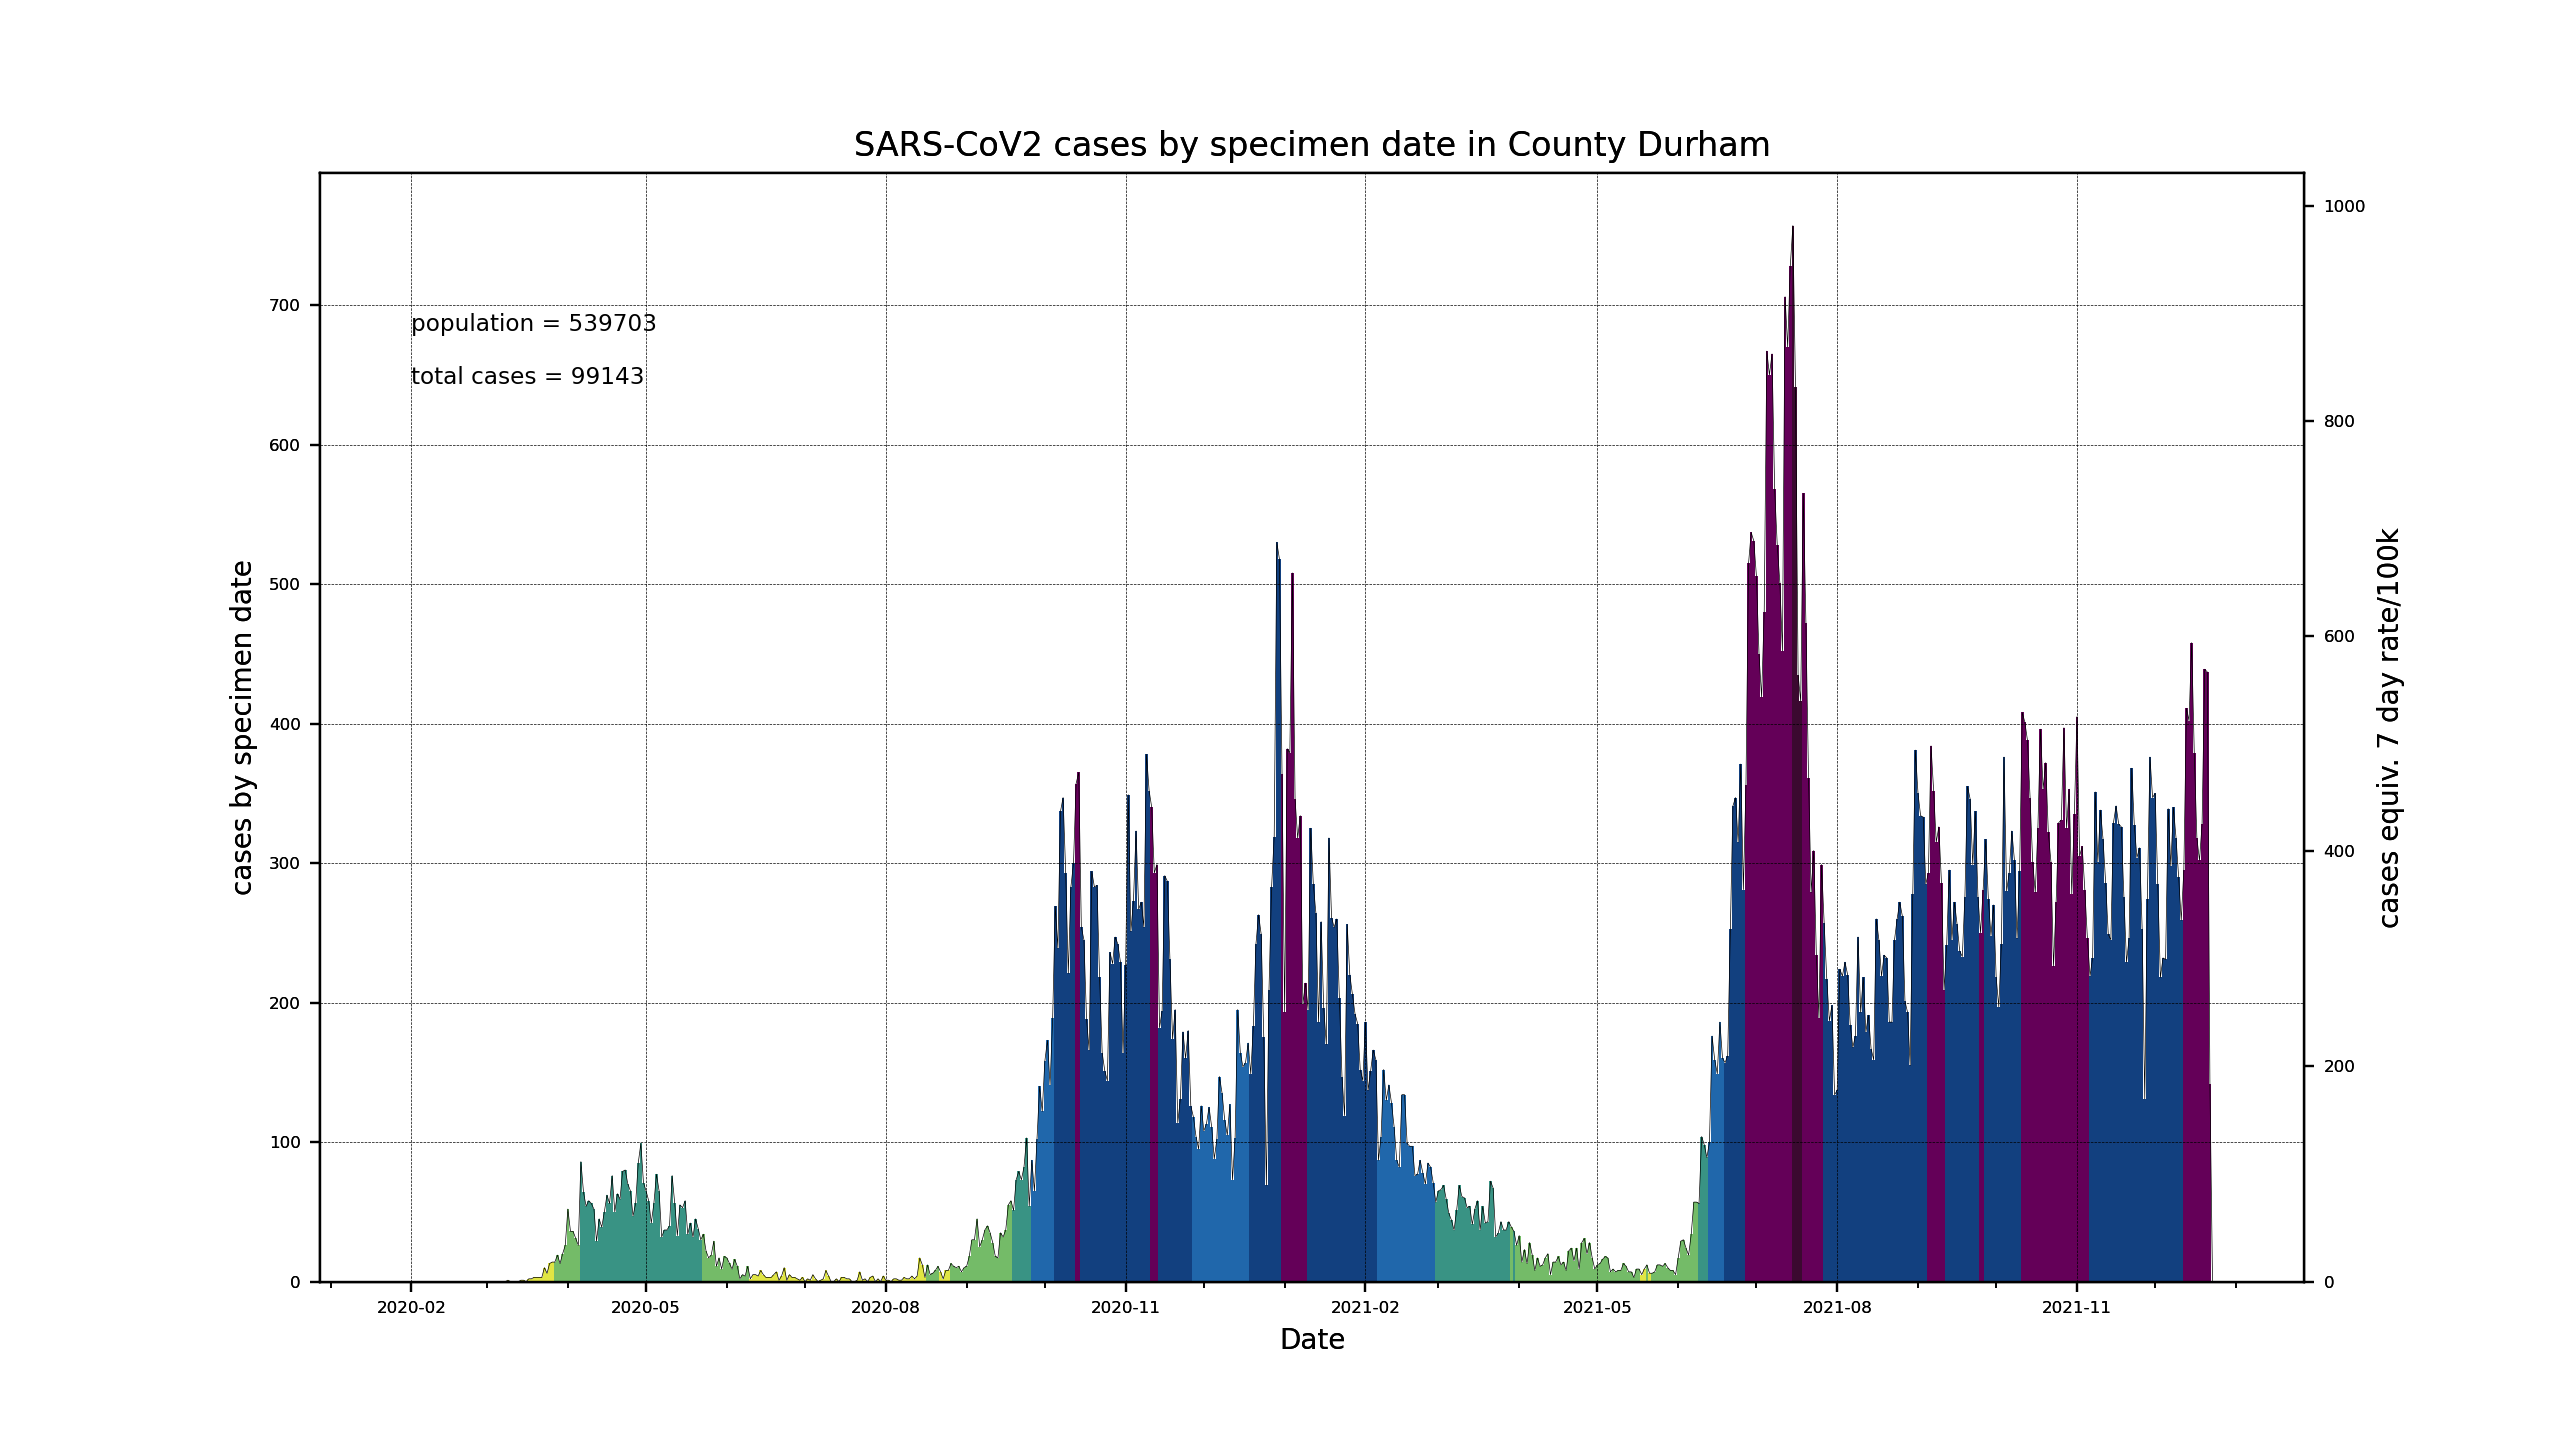 SARS-CoV2 cases by specimen date in County Durham
population = 539703
total cases = 99143
cases by specimen date
700
600
500
400
300
200
100
0
1000
800
600
400
200
0
cases equiv. 7 day rate/100k
2020-02 2020-05 2020-08 2020-11 2021-02 2021-05 2021-08 2021-11
Date